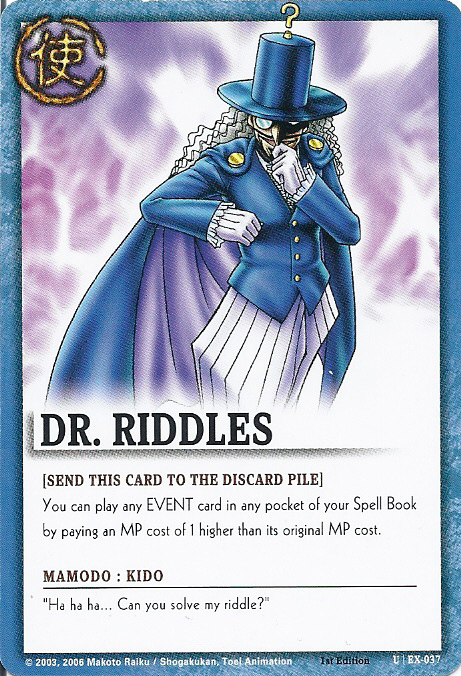 ?
使
DR. RIDDLES
[SEND THIS CARD TO THE DISCARD PILE]
You can play any EVENT card in any pocket of your Spell Book
by paying an MP cost of 1 higher than its original MP cost.
MAMODO : KIDO
"Ha ha ha... Can you solve my riddle?"
© 2003, 2006 Makoto Raiku / Shogakukan, Toei Animation 1st Edition U | EX-037